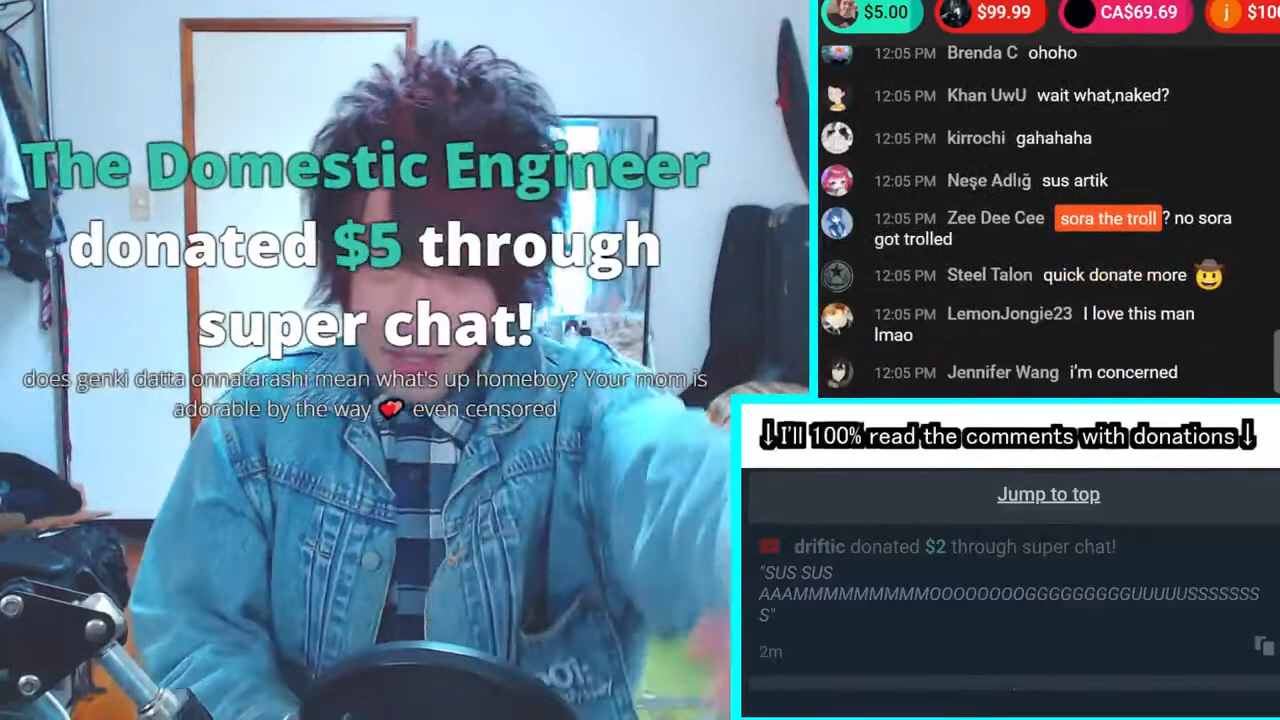 The Domestic Engineer
donated $5 through
super chat!
does genki datta onnatarashi mean what's up homeboy? Your mom is
adorable by the way 💕 even censored
$5.00
$99.99
CA$69.69
j $100
12:05 PM Brenda C ohoho
12:05 PM Khan UwU wait what,naked?
12:05 PM kirrochi gahahaha
12:05 PM Neşe Adlığ sus artik
12:05 PM Zee Dee Cee sora the troll ? no sora
got trolled
12:05 PM Steel Talon quick donate more 🤠
12:05 PM LemonJongie23 I love this man
lmao
12:05 PM Jennifer Wang i'm concerned
↓I'll 100% read the comments with donations↓
Jump to top
driftic donated $2 through super chat!
"SUS SUS
AAAMMMMMMMMMOOOOOOOOGGGGGGGGGUUUUUSSSSSSS
S"
2m